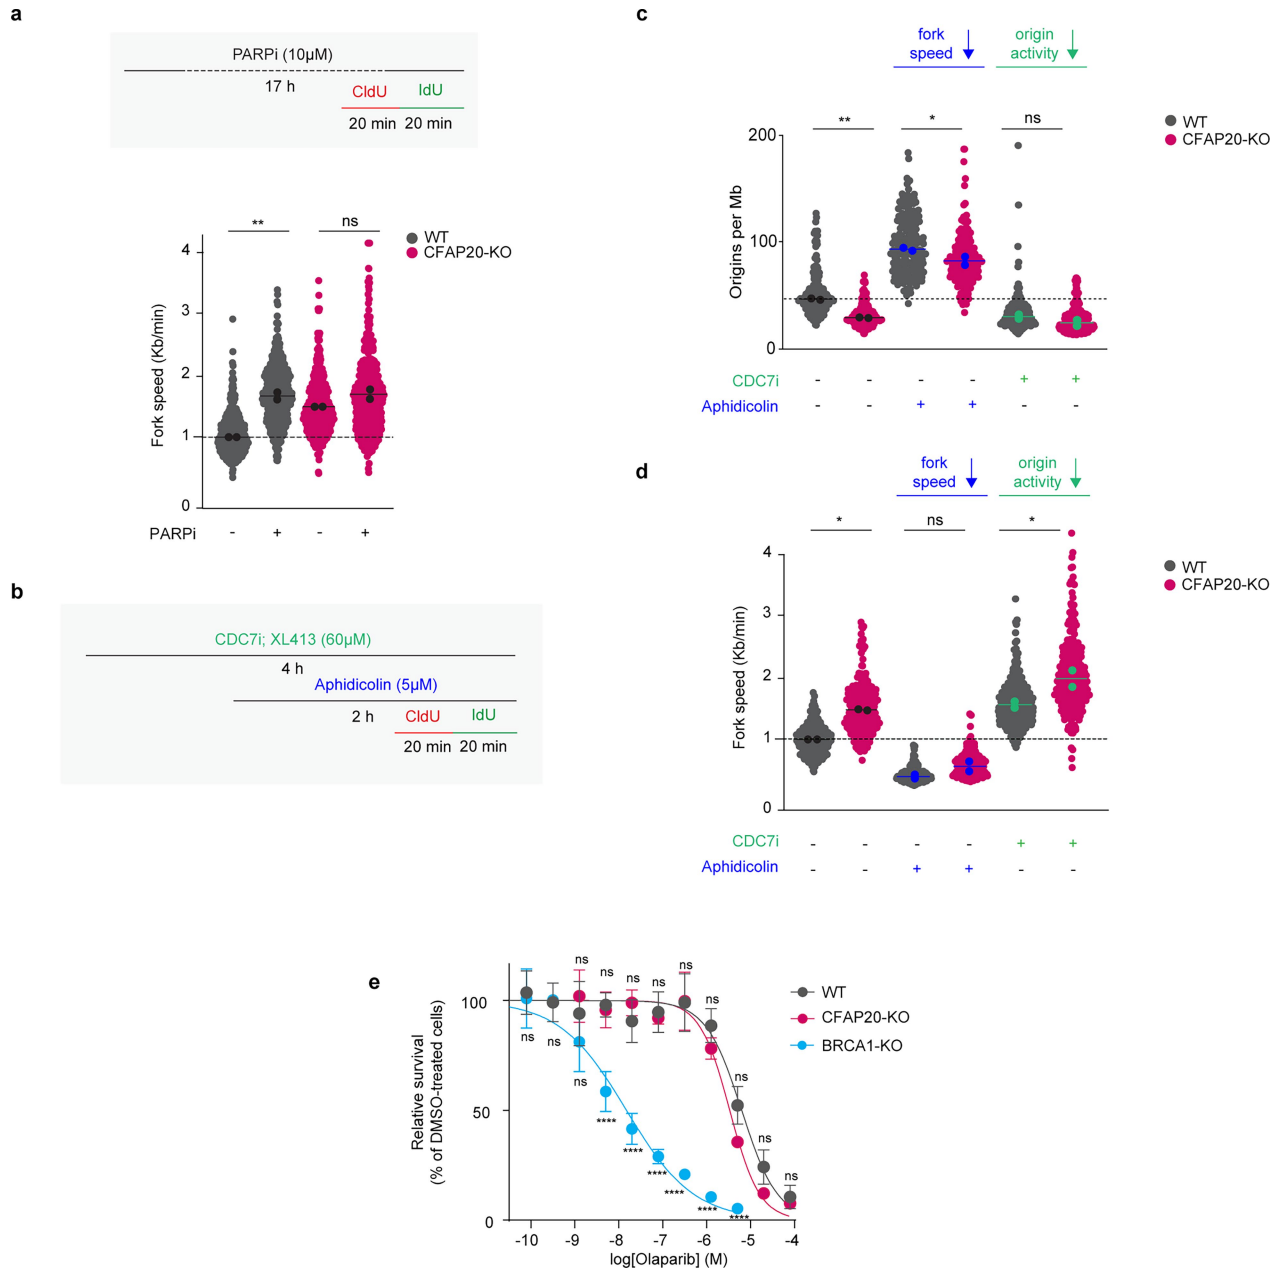 a
PARPi (10μM)
17 h
CldU
IdU
20 min
20 min
**
ns
WT
CFAP20-KO
Fork speed (Kb/min)
4
3
2
1
0
PARPi
- + - +
b
CDC7i; XL413 (60μM)
4 h
Aphidicolin (5μM)
2 h
CldU
IdU
20 min
20 min
c
fork
speed
origin
activity
**
*
ns
WT
CFAP20-KO
Origins per Mb
200
100
0
CDC7i - - - - + +
Aphidicolin - - + + - -
d
fork
speed
origin
activity
*
ns
*
WT
CFAP20-KO
Fork speed (Kb/min)
4
3
2
1
0
CDC7i - - - - + +
Aphidicolin - - + + - -
e
Relative survival
(% of DMSO-treated cells)
100
50
0
ns
ns
ns
ns
ns
ns
ns
ns
ns
ns
ns
ns
****
****
****
****
****
****
WT
CFAP20-KO
BRCA1-KO
-10 -9 -8 -7 -6 -5 -4
log[Olaparib] (M)